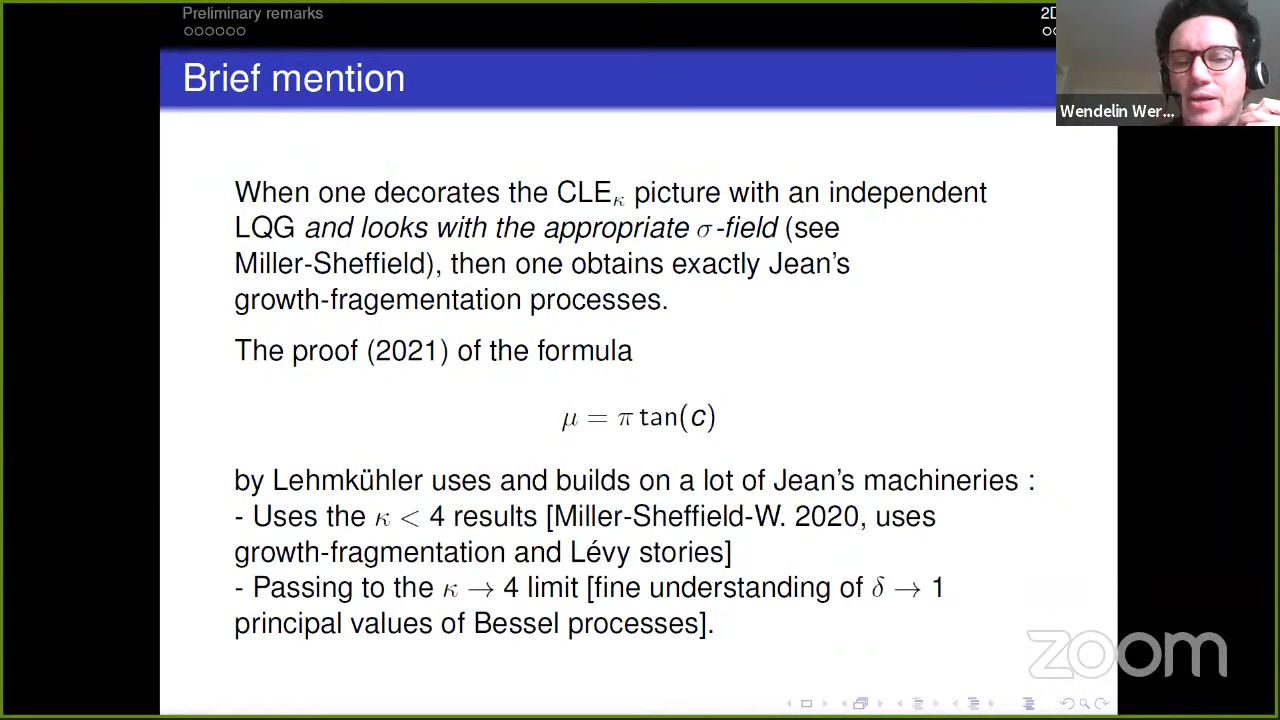 Preliminary remarks
2D
Brief mention
Wendelin Wer...
When one decorates the CLEκ picture with an independent
LQG and looks with the appropriate σ-field (see
Miller-Sheffield), then one obtains exactly Jean's
growth-fragementation processes.
The proof (2021) of the formula
μ = π tan(c)
by Lehmkühler uses and builds on a lot of Jean's machineries :
- Uses the κ < 4 results [Miller-Sheffield-W. 2020, uses
growth-fragmentation and Lévy stories]
- Passing to the κ → 4 limit [fine understanding of δ → 1
principal values of Bessel processes].
zoom